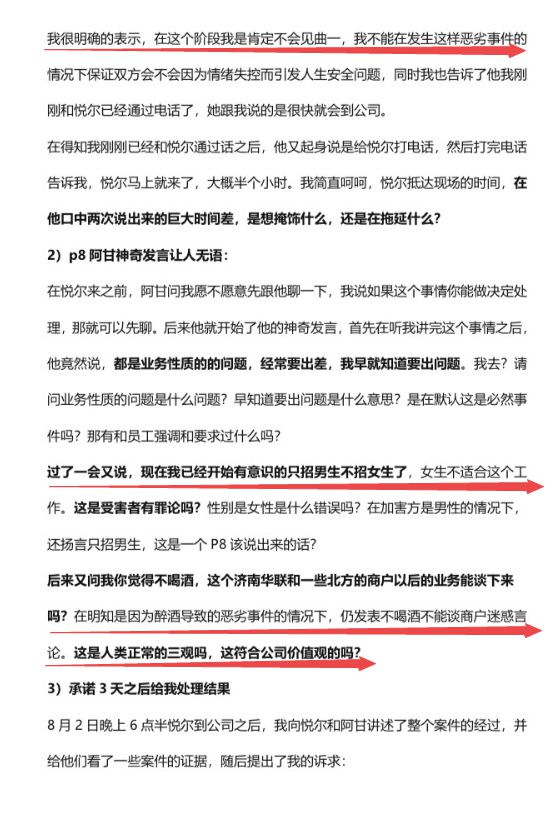 我很明确的表示，在这个阶段我是肯定不会见曲一，我不能在发生这样恶劣事件的
情况下保证双方会不会因为情绪失控而引发人生安全问题，同时我也告诉了他我刚
刚和悦尔已经通过电话了，她跟我说的是很快就会到公司。
在得知我刚刚已经和悦尔通过话之后，他又起身说是给悦尔打电话，然后打完电话
告诉我，悦尔马上就来了，大概半个小时。我简直呵呵，悦尔抵达现场的时间，在
他口中两次说出来的巨大时间差，是想掩饰什么，还是在拖延什么？
2）p8 阿甘神奇发言让人无语：
在悦尔来之前，阿甘问我愿不愿意先跟他聊一下，我说如果这个事情你能做决定处
理，那就可以先聊。后来他就开始了他的神奇发言，首先在听我讲完这个事情之后，
他竟然说，都是业务性质的的问题，经常要出差，我早就知道要出问题。我去？请
问业务性质的问题是什么问题？早知道要出问题是什么意思？是在默认这是必然事
件吗？那有和员工强调和要求过什么吗？
过了一会又说，现在我已经开始有意识的只招男生不招女生了，女生不适合这个工
作。这是受害者有罪论吗？性别是女性是什么错误吗？在加害方是男性的情况下，
还扬言只招男生，这是一个 P8 该说出来的话？
后来又问我你觉得不喝酒，这个济南华联和一些北方的商户以后的业务能谈下来
吗？在明知是因为醉酒导致的恶劣事件的情况下，仍发表不喝酒不能谈商户迷惑言
论。这是人类正常的三观吗，这符合公司价值观的吗？
3）承诺 3 天之后给我处理结果
8 月 2 日晚上 6 点半悦尔到公司之后，我向悦尔和阿甘讲述了整个案件的经过，并
给他们看了一些案件的证据，随后提出了我的诉求：